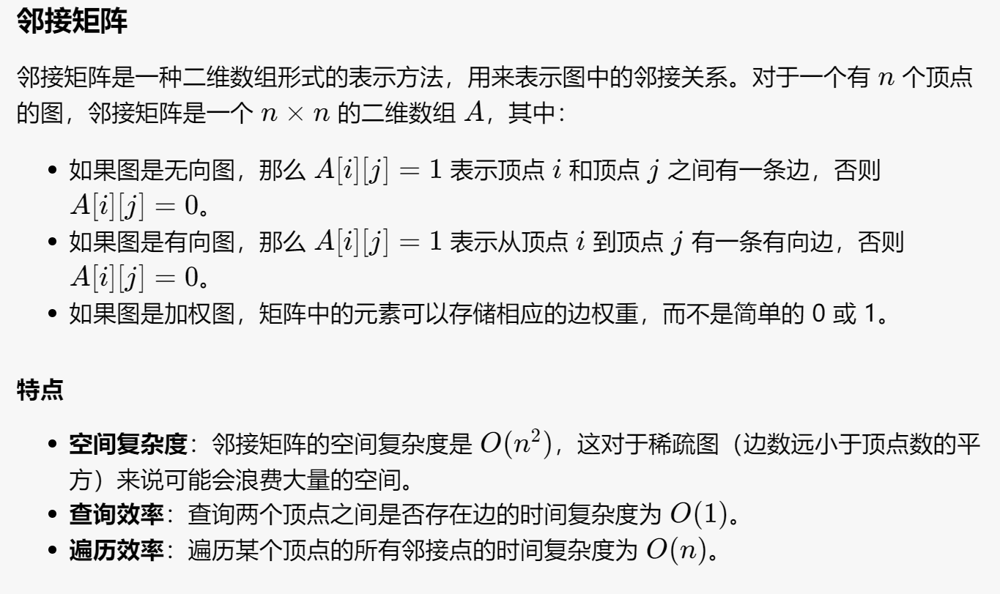 邻接矩阵
邻接矩阵是一种二维数组形式的表示方法，用来表示图中的邻接关系。对于一个有 n 个顶点
的图，邻接矩阵是一个 n × n 的二维数组 A，其中：
• 如果图是无向图，那么 A[i][j] = 1 表示顶点 i 和顶点 j 之间有一条边，否则
A[i][j] = 0。
• 如果图是有向图，那么 A[i][j] = 1 表示从顶点 i 到顶点 j 有一条有向边，否则
A[i][j] = 0。
• 如果图是加权图，矩阵中的元素可以存储相应的边权重，而不是简单的 0 或 1。
特点
• 空间复杂度：邻接矩阵的空间复杂度是 O(n²)，这对于稀疏图（边数远小于顶点数的平
方）来说可能会浪费大量的空间。
• 查询效率：查询两个顶点之间是否存在边的时间复杂度为 O(1)。
• 遍历效率：遍历某个顶点的所有邻接点的时间复杂度为 O(n)。